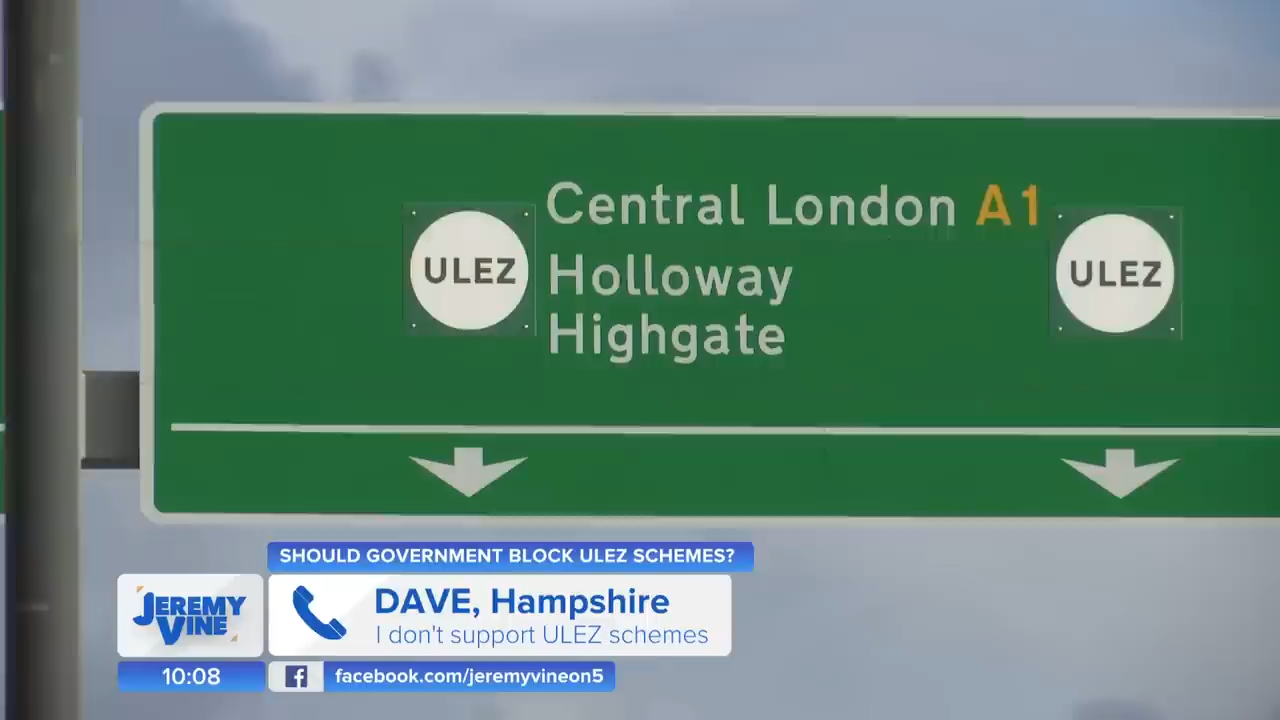 Central London A1
ULEZ
Holloway
ULEZ
Highgate
SHOULD GOVERNMENT BLOCK ULEZ SCHEMES?
JEREMY
VINE
DAVE, Hampshire
I don't support ULEZ schemes
10:08
facebook.com/jeremyvineon5